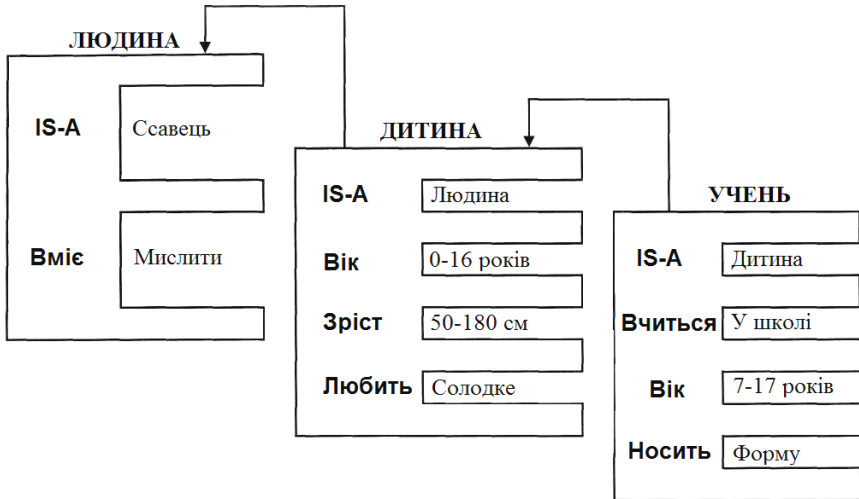 ЛЮДИНА
IS-A Ссавець
Вміє Мислити
ДИТИНА
IS-A Людина
Вік 0-16 років
Зріст 50-180 см
Любить Солодке
УЧЕНЬ
IS-A Дитина
Вчиться У школі
Вік 7-17 років
Носить Форму